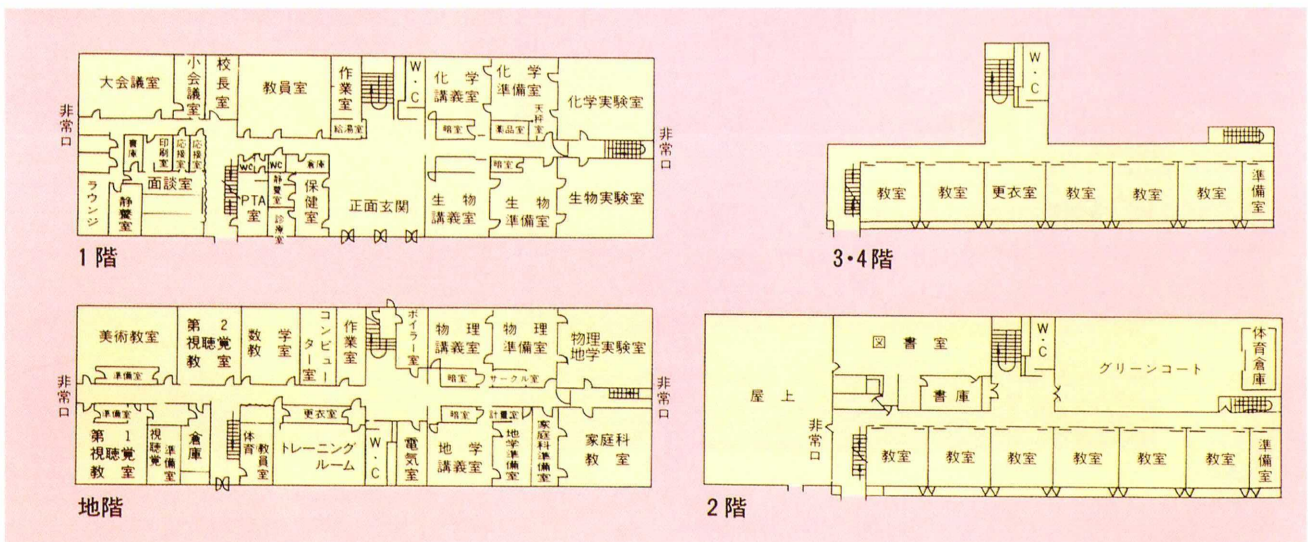 大会議室
小会議室
校長室
教員室
作業室
W・C
化学講義室
化学準備室
天秤室
化学実験室
給湯室
暗室
薬品室
非常口
非常口
倉庫
印刷室
応接室
応接室
WC
WC
倉庫
暗室
ラウンジ
静養室
面談室
PTA室
静養室
診療室
保健室
正面玄関
生物講義室
生物準備室
生物実験室
1階
W・C
教室
教室
更衣室
教室
教室
教室
準備室
3・4階
美術教室
第2視聴覚教室
数学教室
コンピューター室
作業室
ボイラー室
物理講義室
物理準備室
物理地学実験室
準備室
暗室
サークル室
非常口
非常口
準備室
更衣室
暗室
計量室
第1視聴覚教室
視聴覚準備室
倉庫
体育教員室
トレーニングルーム
W・C
電気室
地学講義室
地学準備室
家庭科準備室
家庭科教室
地階
図書室
W・C
体育倉庫
グリーンコート
屋上
書庫
非常口
教室
教室
教室
教室
教室
教室
準備室
2階